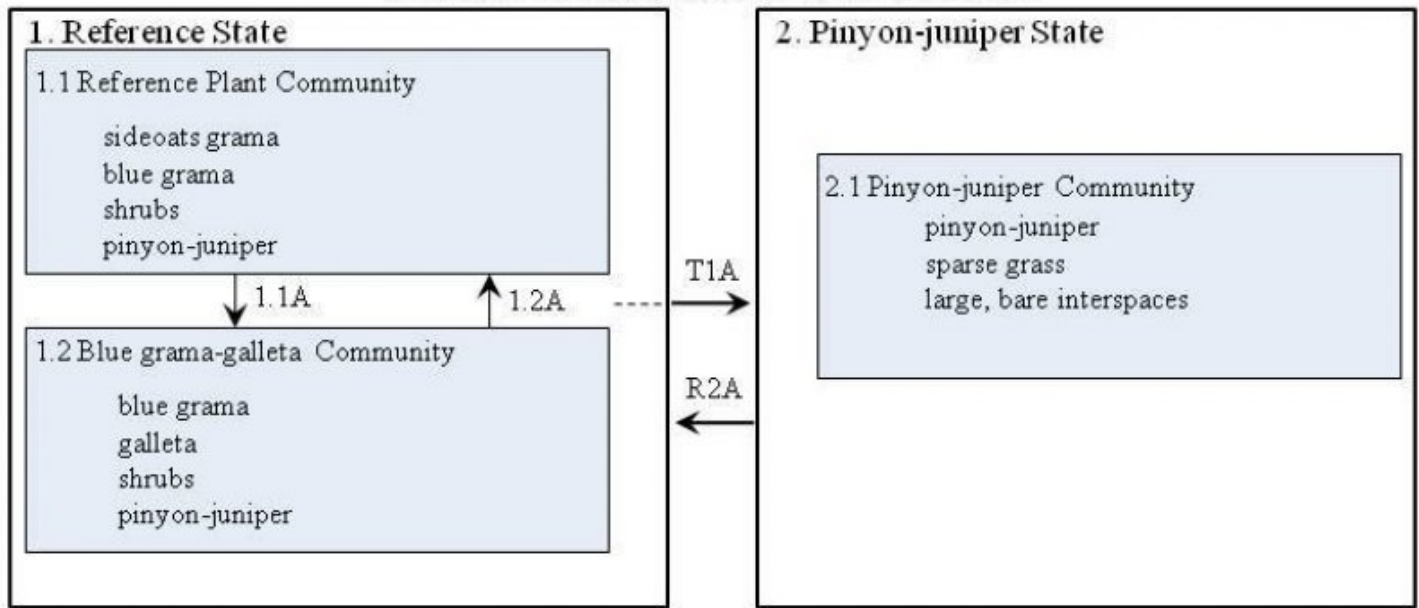 1. Reference State
1.1 Reference Plant Community
sideoats grama
blue grama
shrubs
pinyon-juniper
1.1A
1.2A
1.2 Blue grama-galleta Community
blue grama
galleta
shrubs
pinyon-juniper
T1A
R2A
2. Pinyon-juniper State
2.1 Pinyon-juniper Community
pinyon-juniper
sparse grass
large, bare interspaces